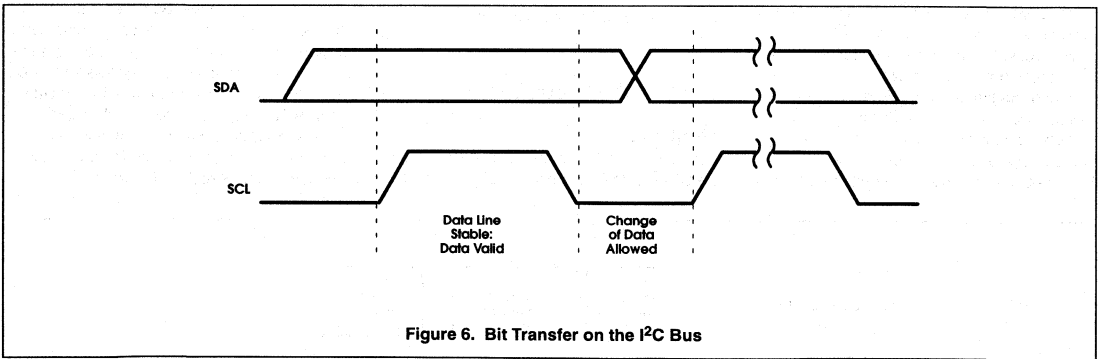 SDA
SCL
Data Line
Stable:
Data Valid
Change
of Data
Allowed
Figure 6. Bit Transfer on the I²C Bus